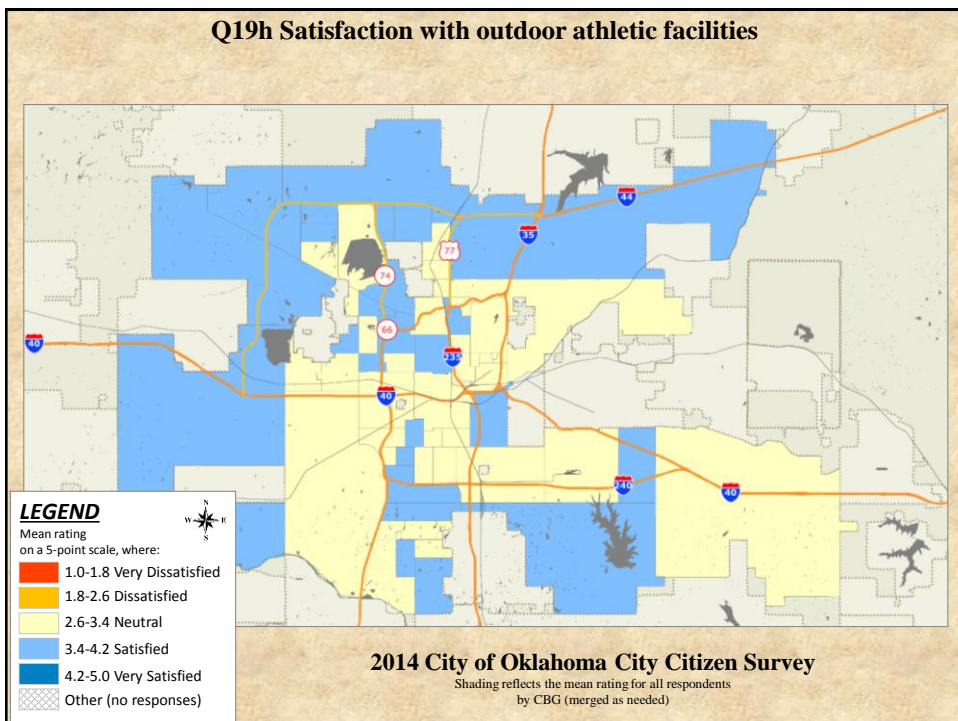 Q19h Satisfaction with outdoor athletic facilities
44
35
77
74
66
40
235
40
240
40
LEGEND
N
W E
S
Mean rating
on a 5-point scale, where:
1.0-1.8 Very Dissatisfied
1.8-2.6 Dissatisfied
2.6-3.4 Neutral
3.4-4.2 Satisfied
4.2-5.0 Very Satisfied
Other (no responses)
2014 City of Oklahoma City Citizen Survey
Shading reflects the mean rating for all respondents
by CBG (merged as needed)